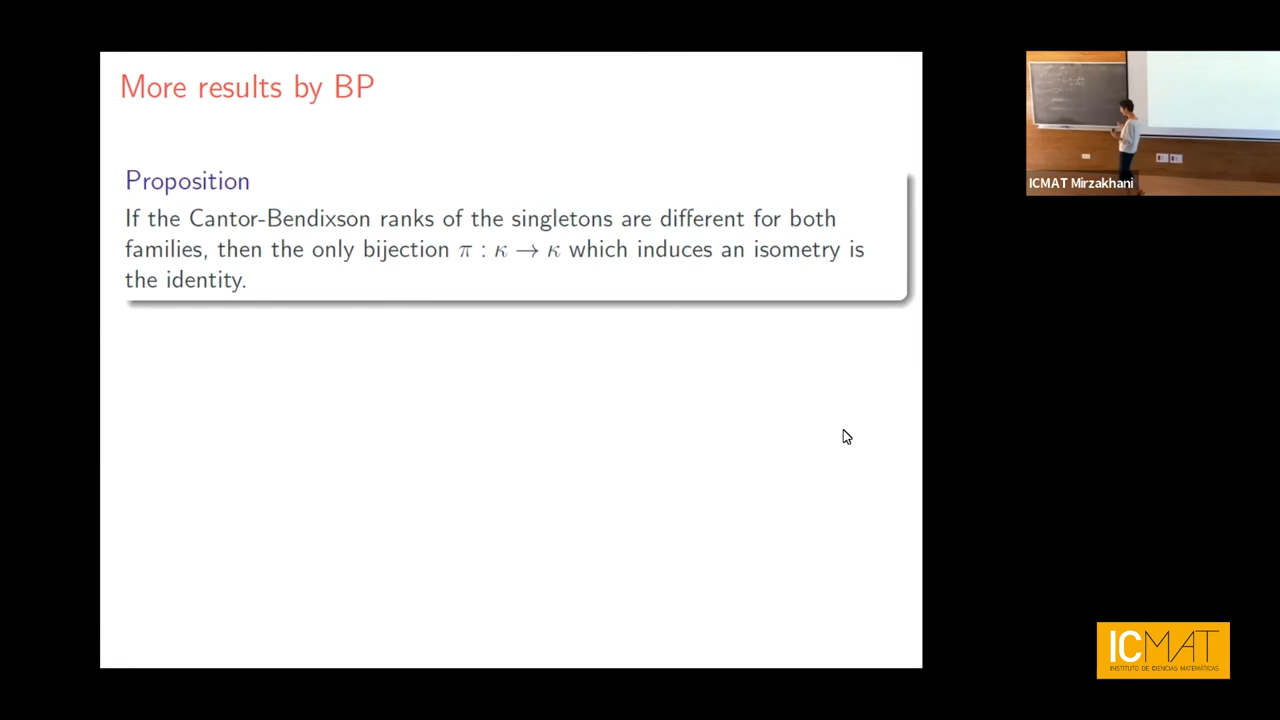 More results by BP
Proposition
If the Cantor-Bendixson ranks of the singletons are different for both
families, then the only bijection π : κ → κ which induces an isometry is
the identity.
ICMAT Mirzakhani
ICMAT
INSTITUTO DE CIENCIAS MATEMÁTICAS